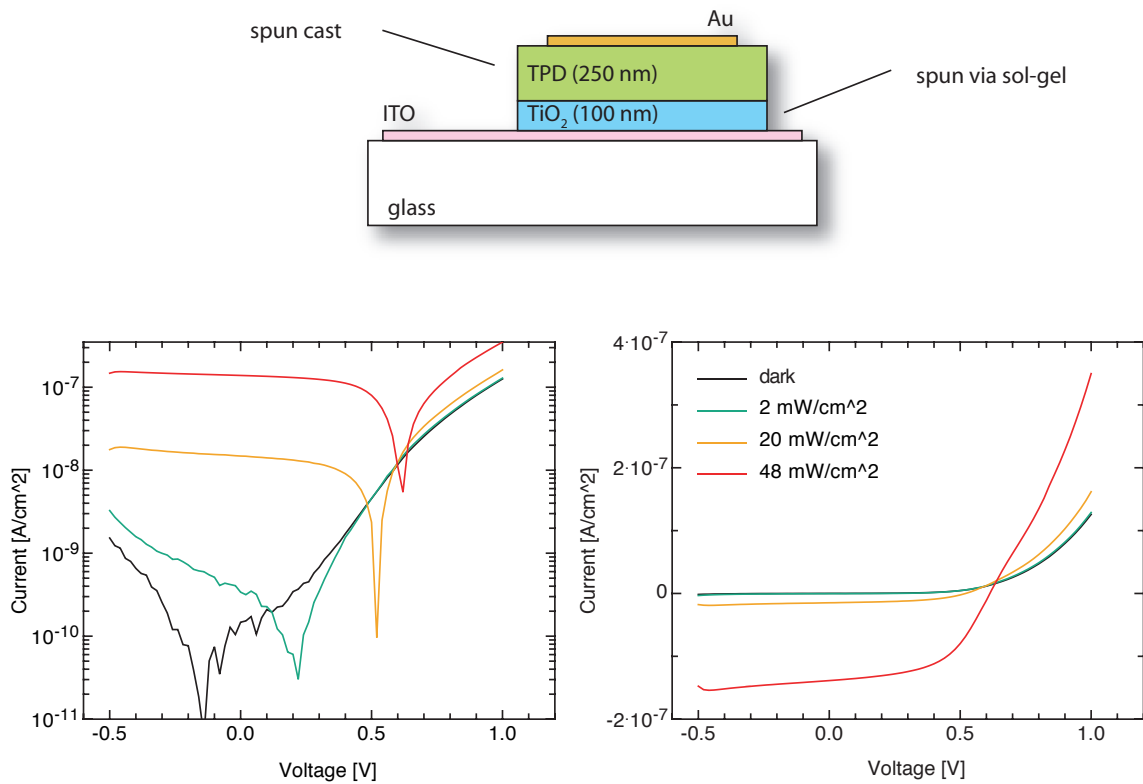 Au
spun cast
TPD (250 nm)
spun via sol-gel
ITO
TiO₂ (100 nm)
glass
10⁻⁷
10⁻⁸
10⁻⁹
10⁻¹⁰
10⁻¹¹
Current [A/cm^2]
-0.5
0.0
0.5
1.0
Voltage [V]
4·10⁻⁷
2·10⁻⁷
0
-2·10⁻⁷
Current [A/cm^2]
dark
2 mW/cm^2
20 mW/cm^2
48 mW/cm^2
-0.5
0.0
0.5
1.0
Voltage [V]